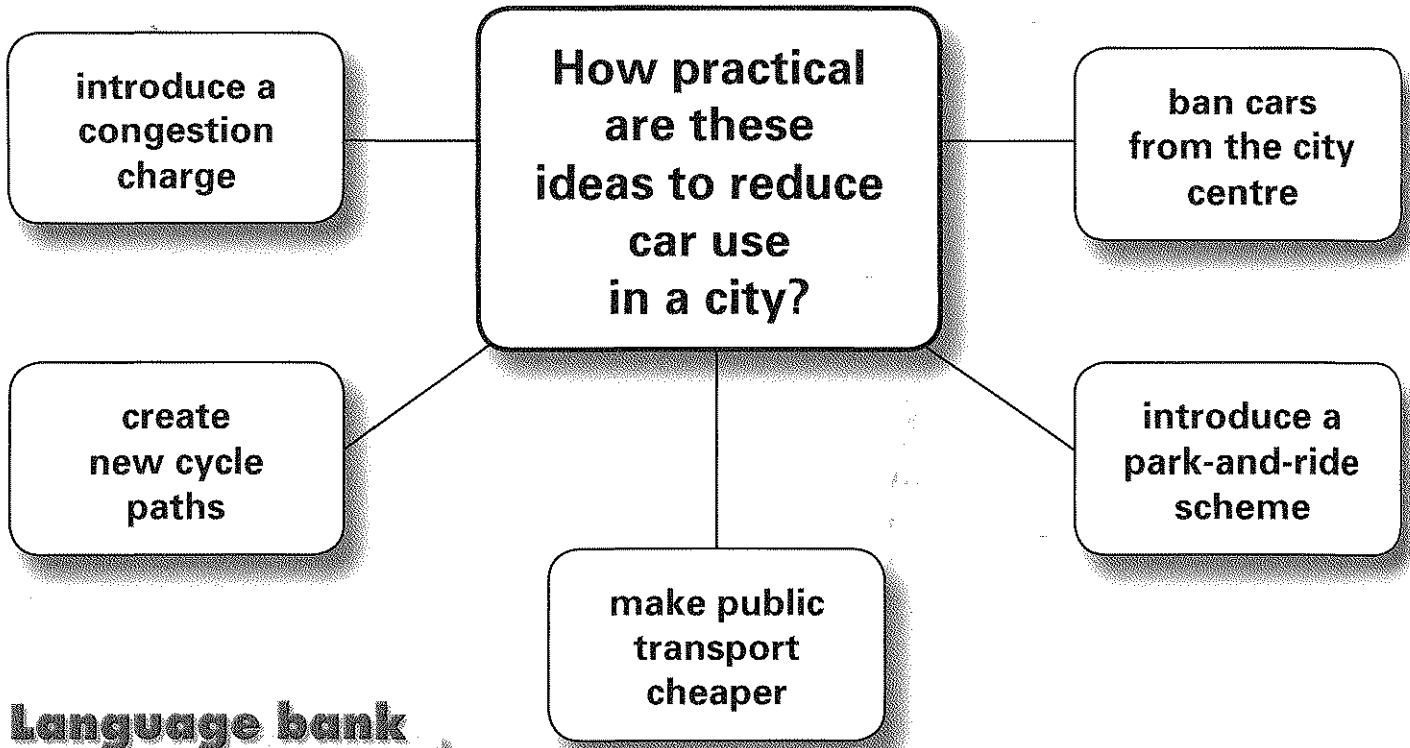 How practical
are these
ideas to reduce
car use
in a city?
introduce a
congestion
charge
ban cars
from the city
centre
create
new cycle
paths
introduce a
park-and-ride
scheme
make public
transport
cheaper
Language bank